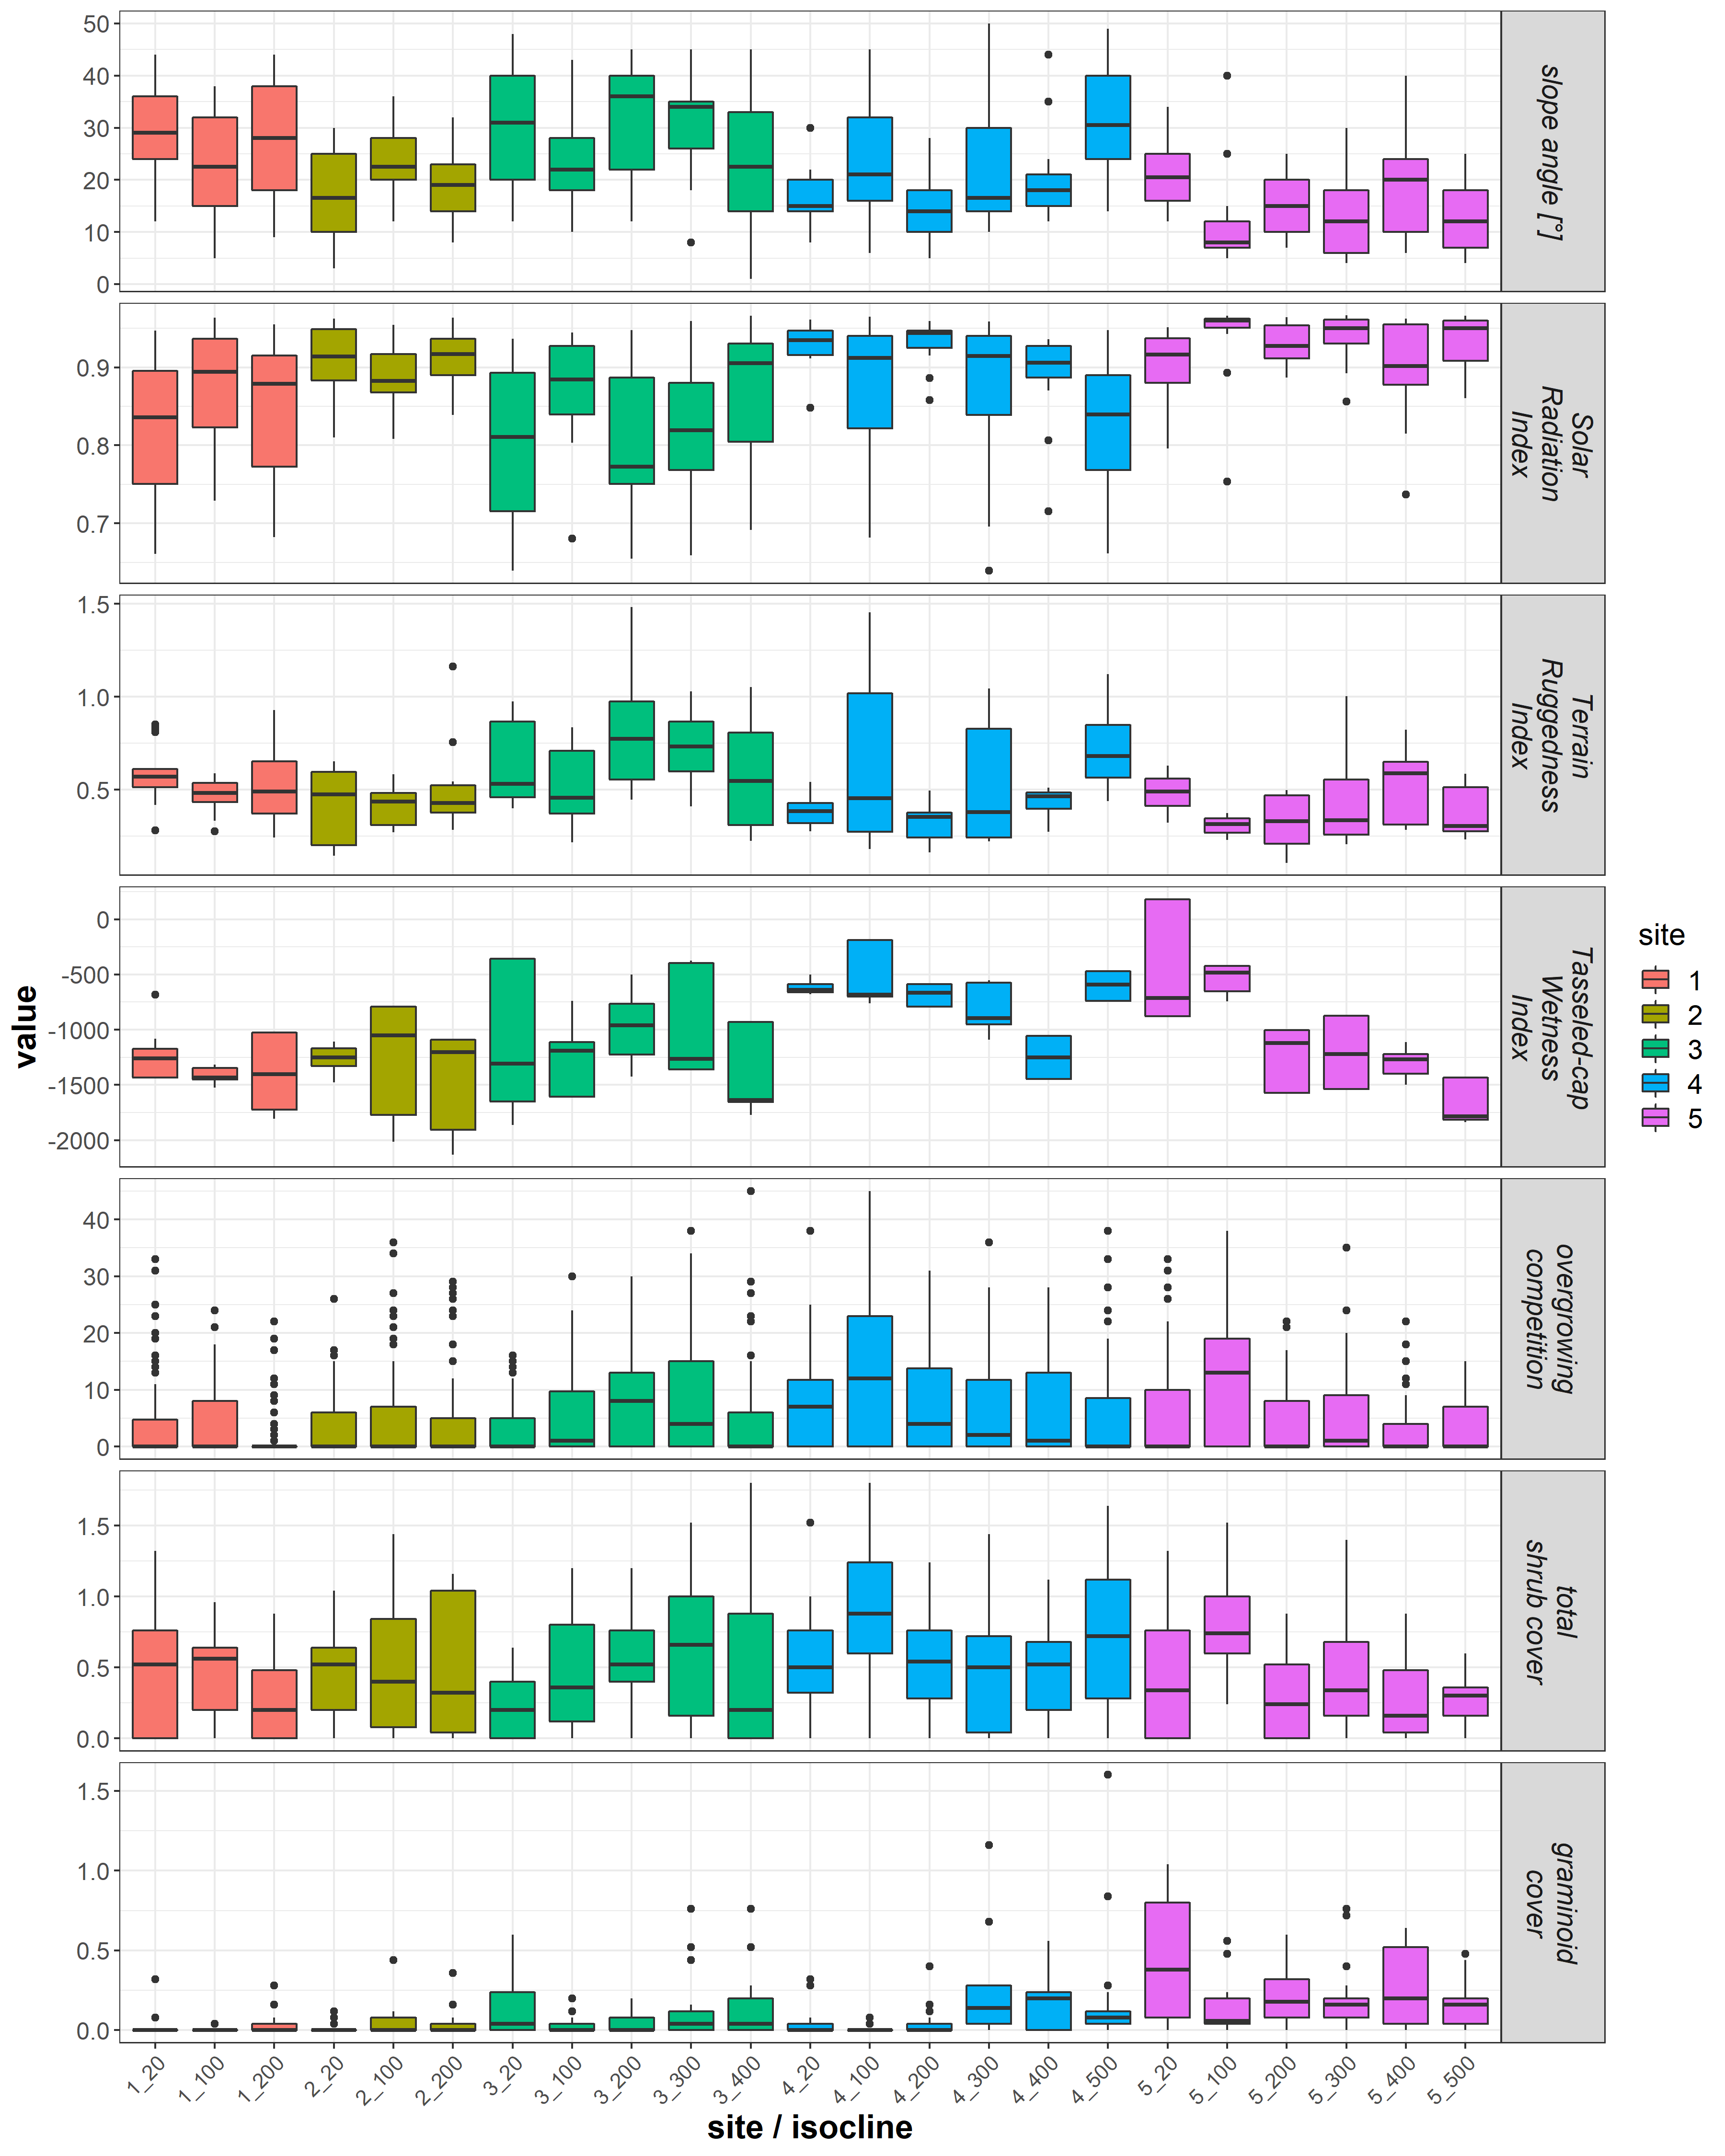 50
40
30
20
10
0
slope angle [°]
0.9
0.8
0.7
Solar
Radiation
Index
1.5
1.0
0.5
Terrain
Ruggedness
Index
0
-500
-1000
-1500
-2000
Tasseled-cap
Wetness
Index
40
30
20
10
0
overgrowing
competition
1.5
1.0
0.5
0.0
total
shrub cover
1.5
1.0
0.5
0.0
graminoid
cover
value
1_20 1_100 1_200 2_20 2_100 2_200 3_20 3_100 3_200 3_300 3_400 4_20 4_100 4_200 4_300 4_400 4_500 5_20 5_100 5_200 5_300 5_400 5_500
site / isocline
site
1
2
3
4
5